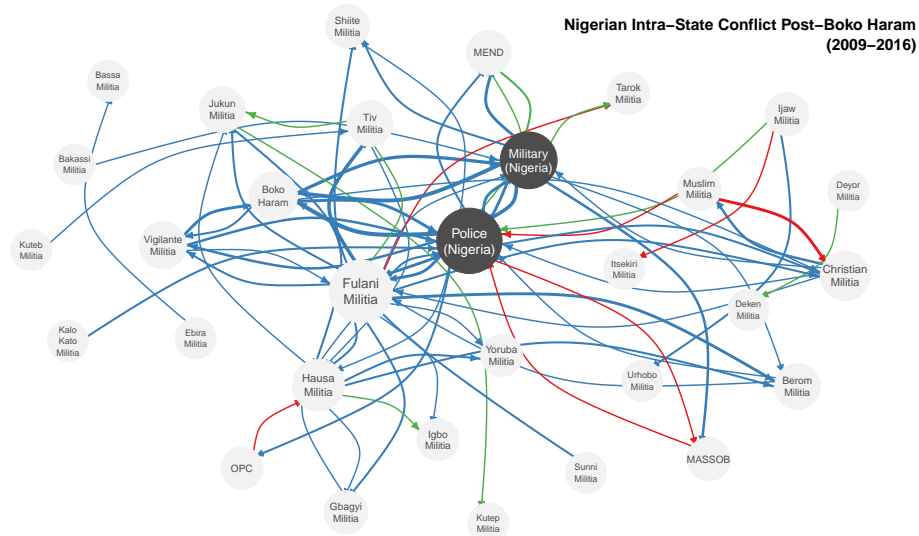 Nigerian Intra−State Conflict Post−Boko Haram
(2009−2016)
Shiite
Militia
MEND
Bassa
Militia
Tarok
Militia
Jukun
Militia
Tiv
Militia
Ijaw
Militia
Bakassi
Militia
Military
(Nigeria)
Boko
Haram
Muslim
Militia
Deyor
Militia
Kuteb
Militia
Vigilante
Militia
Police
(Nigeria)
Itsekiri
Militia
Christian
Militia
Fulani
Militia
Deken
Militia
Kalo
Kato
Militia
Ebira
Militia
Yoruba
Militia
Hausa
Militia
Urhobo
Militia
Berom
Militia
Igbo
Militia
OPC
Sunni
Militia
MASSOB
Gbagyi
Militia
Kutep
Militia